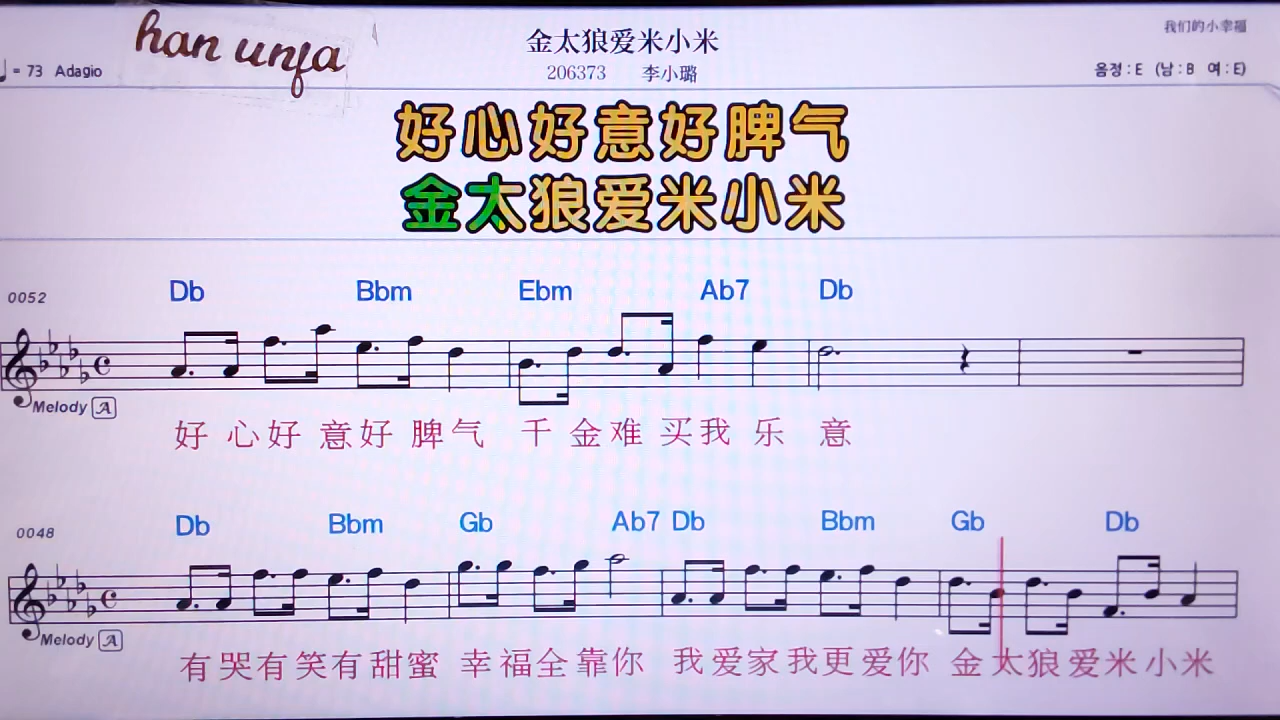 han unfa
金太狼爱米小米
我们的小幸福
= 73 Adagio
206373 李小璐
음정 : E (남 : B 여 : E)
好心好意好脾气
金太狼爱米小米
0052 Db Bbm Ebm Ab7 Db
Melody A
好心好意好脾气 千金难买我乐意
0048 Db Bbm Gb Ab7 Db Bbm Gb Db
Melody A
有哭有笑有甜蜜 幸福全靠你 我爱家我更爱你 金太狼爱米小米